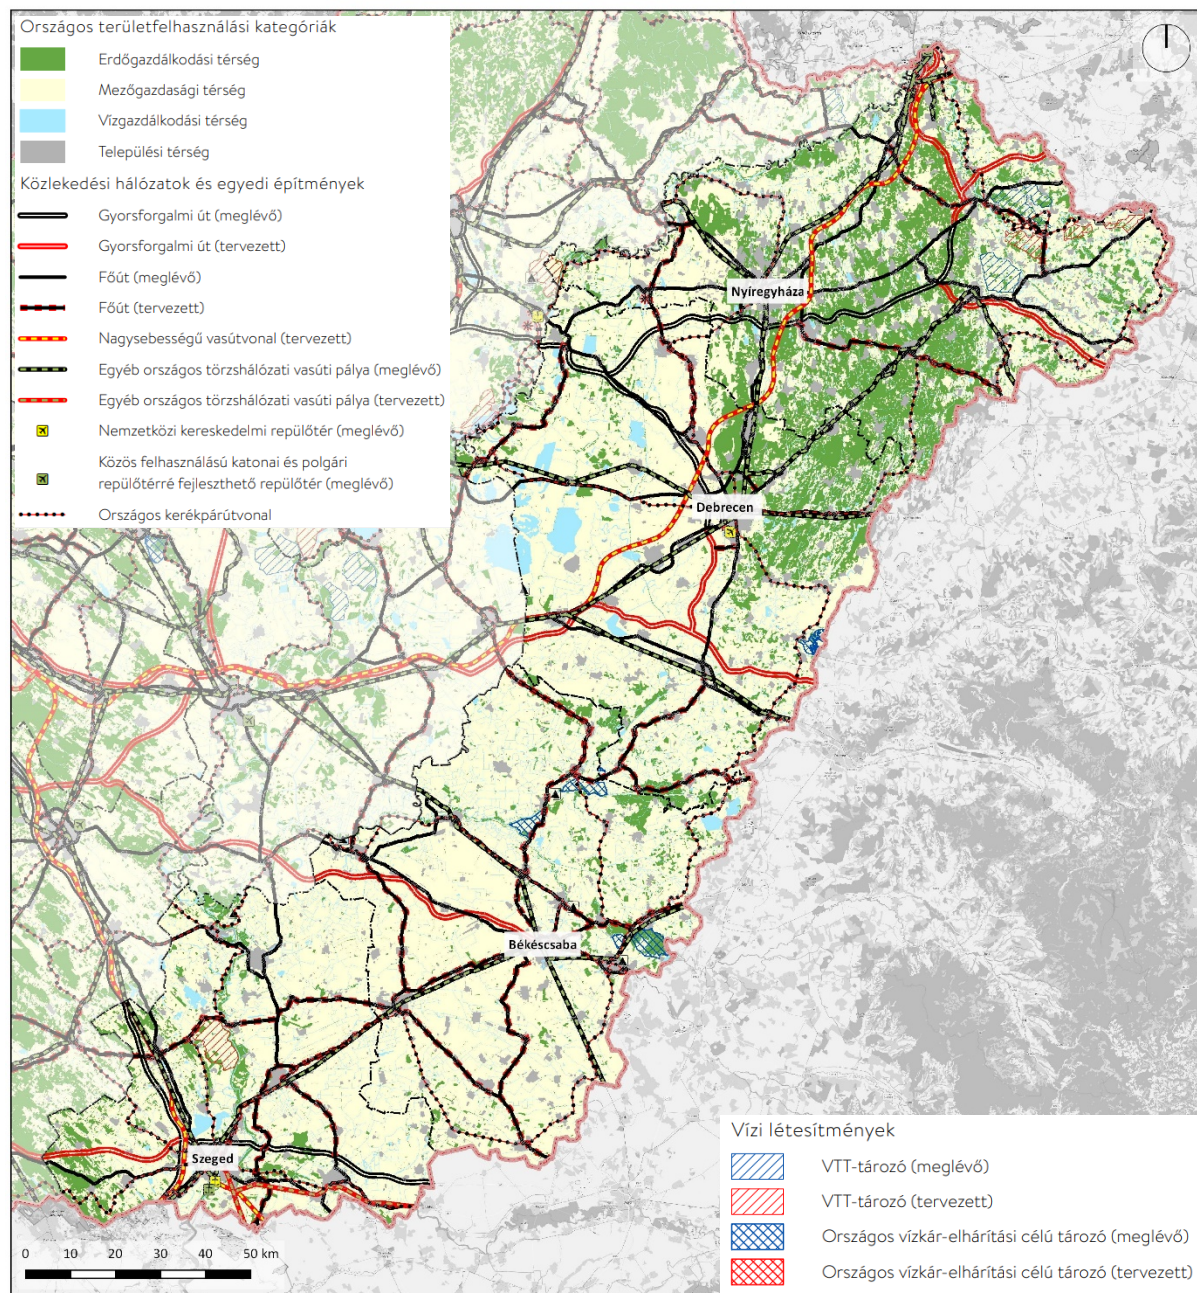 Országos területfelhasználási kategóriák
Erdőgazdálkodási térség
Mezőgazdasági térség
Vízgazdálkodási térség
Települési térség
Közlekedési hálózatok és egyedi építmények
Gyorsforgalmi út (meglévő)
Gyorsforgalmi út (tervezett)
Főút (meglévő)
Főút (tervezett)
Nagysebességű vasútvonal (tervezett)
Egyéb országos törzshálózati vasúti pálya (meglévő)
Egyéb országos törzshálózati vasúti pálya (tervezett)
Nemzetközi kereskedelmi repülőtér (meglévő)
Közös felhasználású katonai és polgári
repülőtérré fejleszthető repülőtér (meglévő)
Országos kerékpárútvonal
Nyíregyháza
Debrecen
Békéscsaba
Szeged
0 10 20 30 40 50 km
Vízi létesítmények
VTT-tározó (meglévő)
VTT-tározó (tervezett)
Országos vízkár-elhárítási célú tározó (meglévő)
Országos vízkár-elhárítási célú tározó (tervezett)